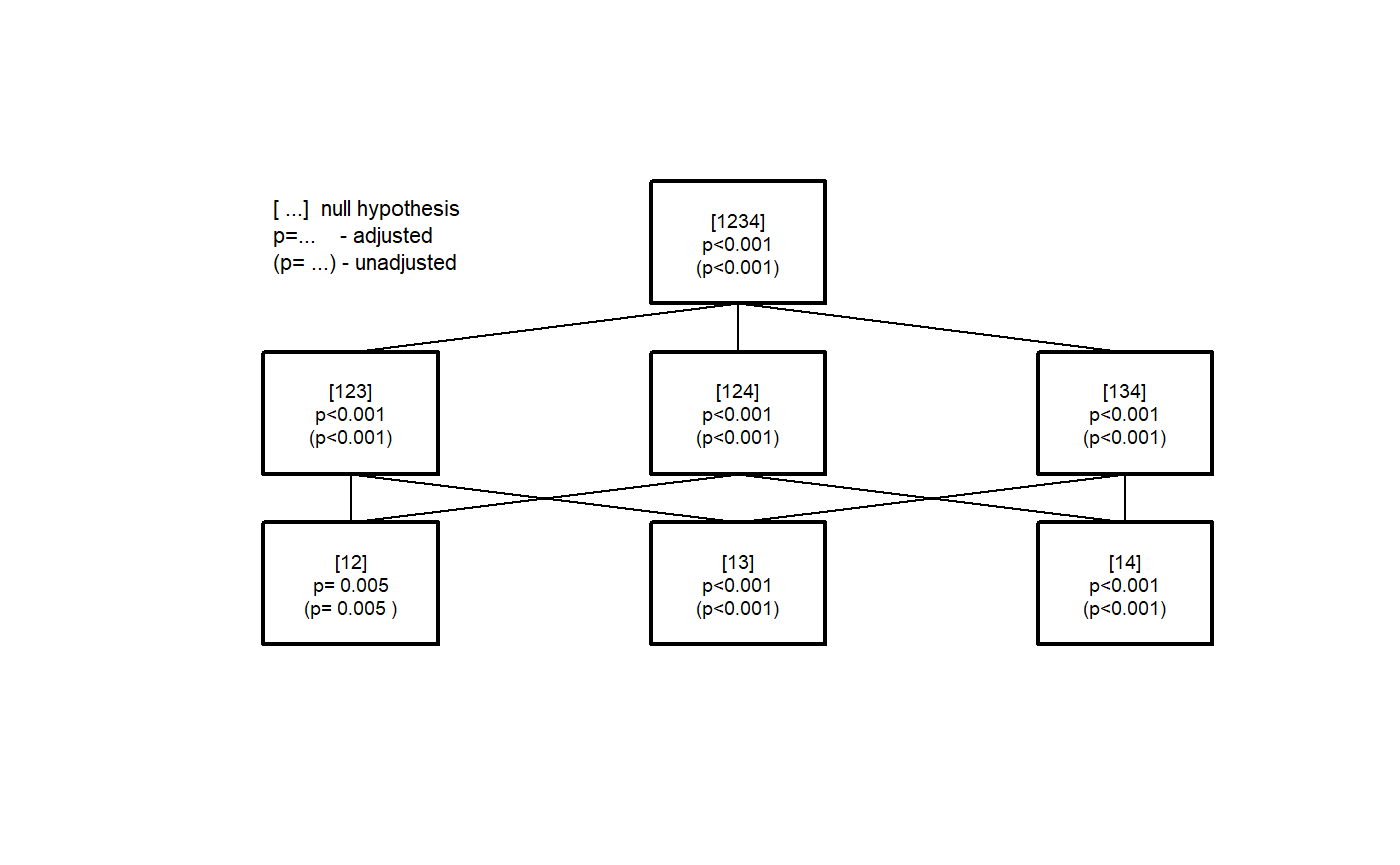 [ ...]  null hypothesis
p=...    - adjusted
(p= ...) - unadjusted
[1234]
p<0.001
(p<0.001)
[123]
p<0.001
(p<0.001)
[124]
p<0.001
(p<0.001)
[134]
p<0.001
(p<0.001)
[12]
p= 0.005
(p= 0.005 )
[13]
p<0.001
(p<0.001)
[14]
p<0.001
(p<0.001)